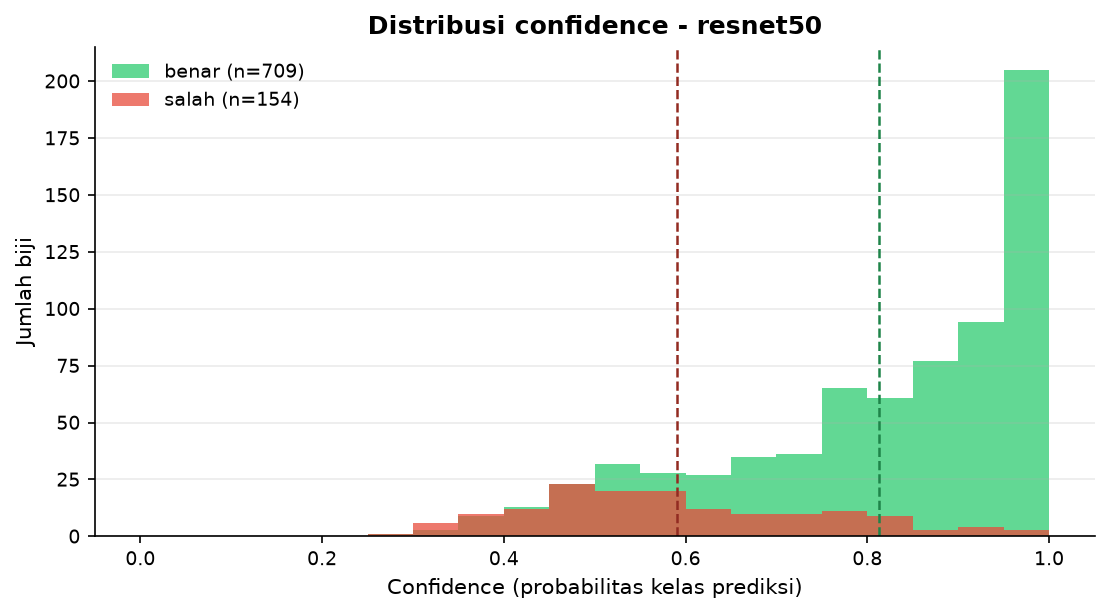 Distribusi confidence - resnet50
benar (n=709)
salah (n=154)
Jumlah biji
200
175
150
125
100
75
50
25
0
0.0 0.2 0.4 0.6 0.8 1.0
Confidence (probabilitas kelas prediksi)